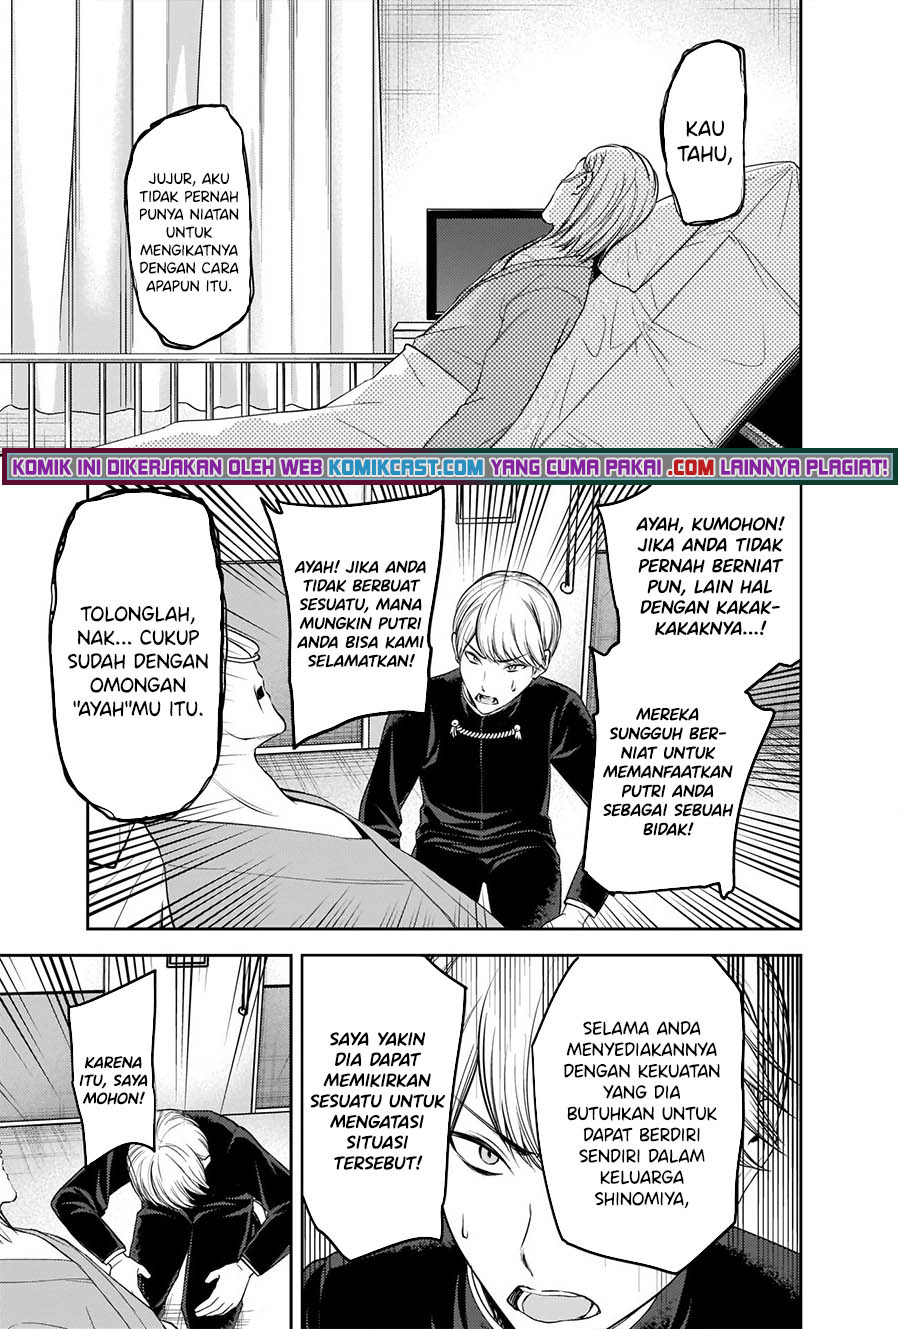 KAU
TAHU,
JUJUR, AKU
TIDAK PERNAH
PUNYA NIATAN
UNTUK
MENGIKATNYA
DENGAN CARA
APAPUN ITU.
KOMIK INI DIKERJAKAN OLEH WEB KOMIKCAST.COM YANG CUMA PAKAI .COM LAINNYA PLAGIAT!
AYAH, KUMOHON!
JIKA ANDA TIDAK
PERNAH BERNIAT
PUN, LAIN HAL
DENGAN KAKAK-
KAKAKNYA...!
MEREKA
SUNGGUH BER-
NIAT UNTUK
MEMANFAATKAN
PUTRI ANDA
SEBAGAI SEBUAH
BIDAK!
AYAH! JIKA ANDA
TIDAK BERBUAT
SESUATU, MANA
MUNGKIN PUTRI
ANDA BISA KAMI
SELAMATKAN!
TOLONGLAH,
NAK... CUKUP
SUDAH DENGAN
OMONGAN
"AYAH"MU ITU.
SELAMA ANDA
MENYEDIAKANNYA
DENGAN KEKUATAN
YANG DIA
BUTUHKAN UNTUK
DAPAT BERDIRI
SENDIRI DALAM
KELUARGA
SHINOMIYA,
SAYA YAKIN
DIA DAPAT
MEMIKIRKAN
SESUATU UNTUK
MENGATASI
SITUASI
TERSEBUT!
KARENA
ITU, SAYA
MOHON!